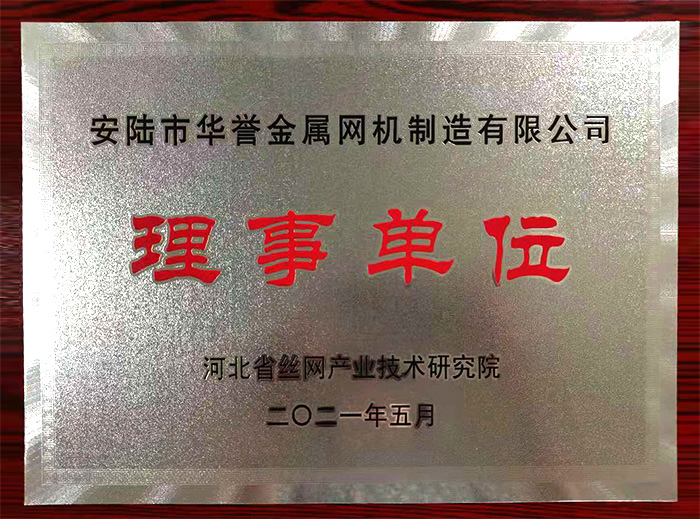 安陆市华誉金属网机制造有限公司
理事单位
河北省丝网产业技术研究院
二〇二一年五月